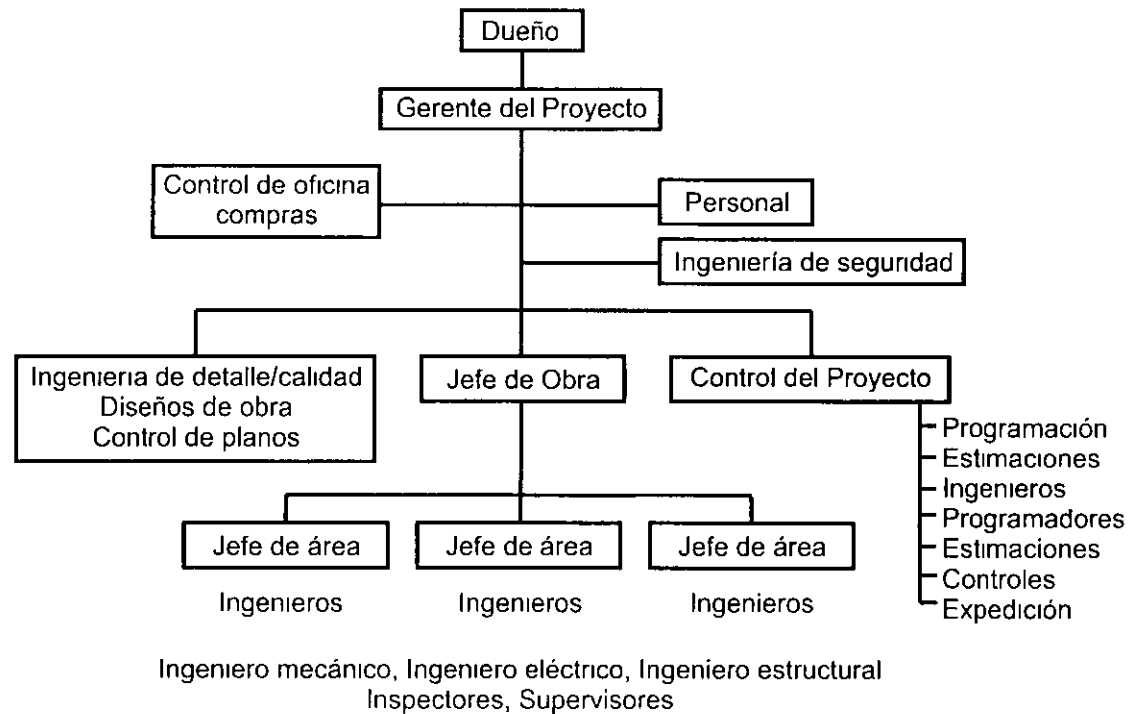 Dueño
Gerente del Proyecto
Control de oficina
compras
Personal
Ingeniería de seguridad
Ingenieria de detalle/calidad
Diseños de obra
Control de planos
Jefe de Obra
Control del Proyecto
Programación
Estimaciones
Ingenieros
Programadores
Estimaciones
Controles
Expedición
Jefe de área
Jefe de área
Jefe de área
Ingenieros
Ingenieros
Ingenieros
Ingeniero mecánico, Ingeniero eléctrico, Ingeniero estructural
Inspectores, Supervisores